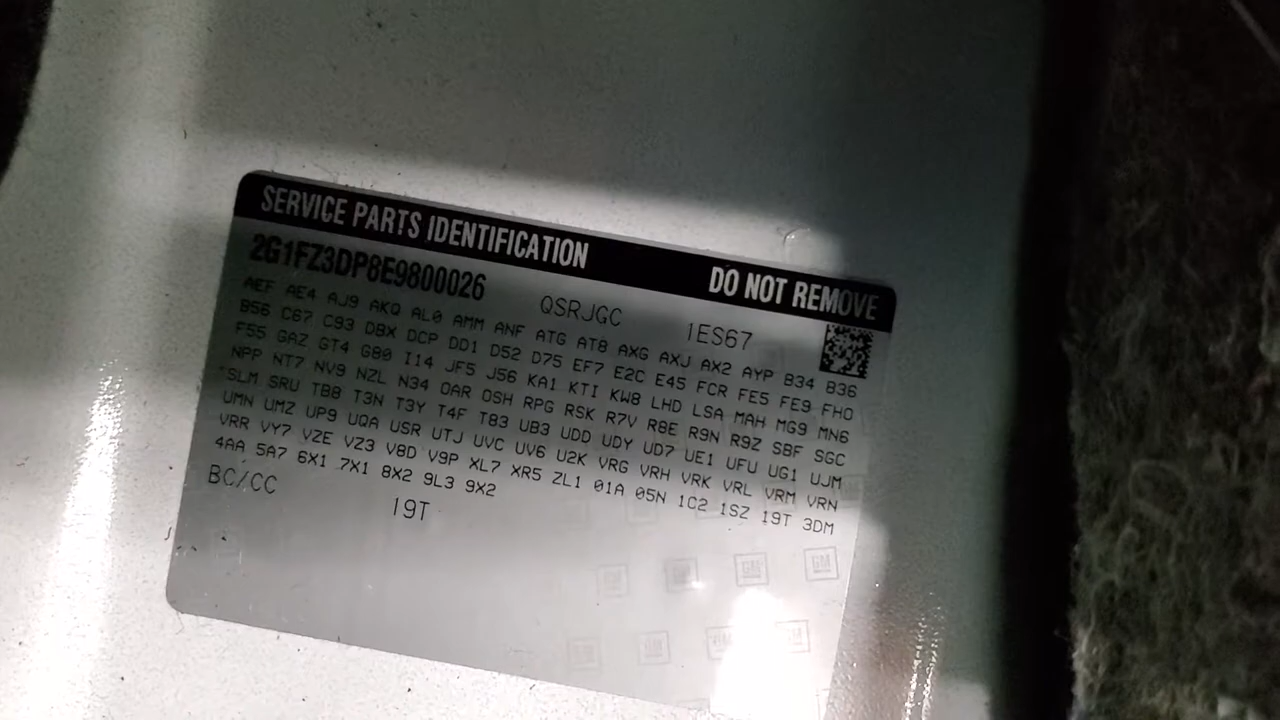 SERVICE PARTS IDENTIFICATION DO NOT REMOVE
2G1FZ3DP8E9800026 QSRJGC 1ES67
AEF AE4 AJ9 AKQ AL0 AMM ANF ATG AT8 AXG AXJ AX2 AYP B34 B36
B56 C67 C93 DBX DCP DD1 D52 D75 EF7 E2C E45 FCR FE5 FE9 FHO
F55 GAZ GT4 G80 I14 JF5 J56 KA1 KTI KW8 LHD LSA MAH MG9 MN6
NPP NT7 NV9 NZL N34 OAR OSH RPG RSK R7V R8E R9N R9Z SBF SGC
*SLM SRU TB8 T3N T3Y T4F T83 UB3 UDD UDY UD7 UE1 UFU UG1 UJM
UMN UMZ UP9 UQA USR UTJ UVC UV6 U2K VRG VRH VRK VRL VRM VRN
VRR VY7 VZE VZ3 V8D V9P XL7 XR5 ZL1 01A 05N 1C2 1SZ 19T 3DM
4AA 5A7 6X1 7X1 8X2 9L3 9X2
BC/CC 19T
GM GM